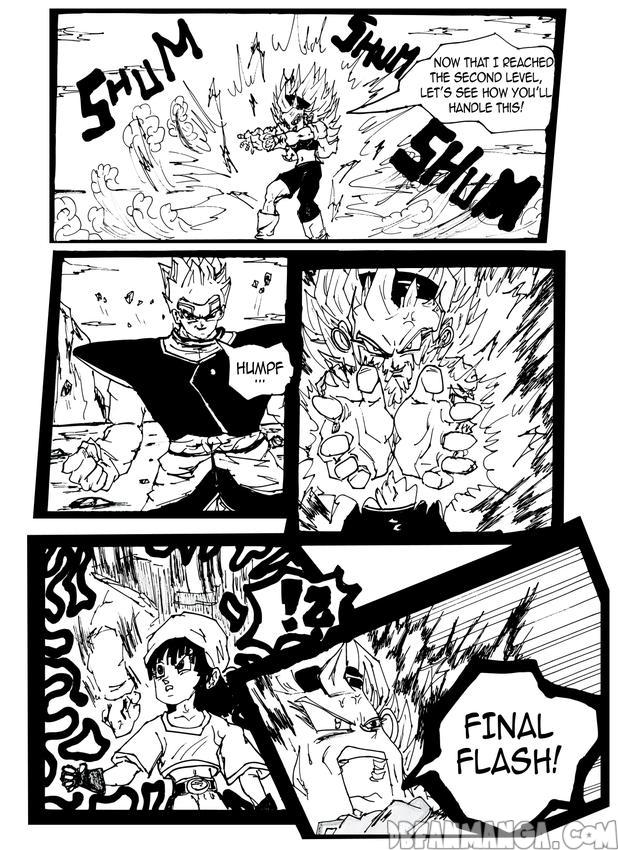 SHUM
SHUM
NOW THAT I REACHED
THE SECOND LEVEL,
LET'S SEE HOW YOU'LL
HANDLE THIS!
SHUM
HUMPF
...
!?
FINAL
FLASH!
DBFANMANGA.COM